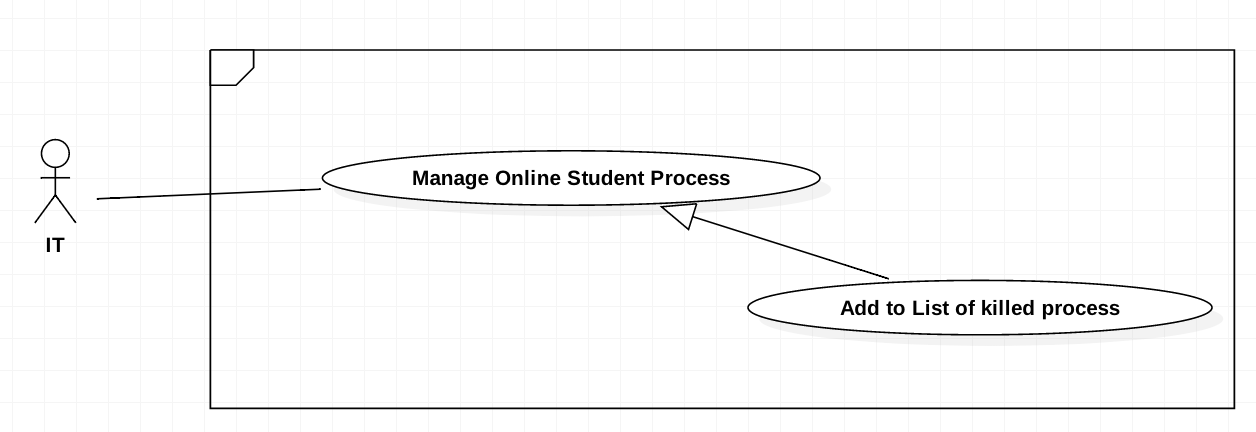 Manage Online Student Process
IT
Add to List of killed process